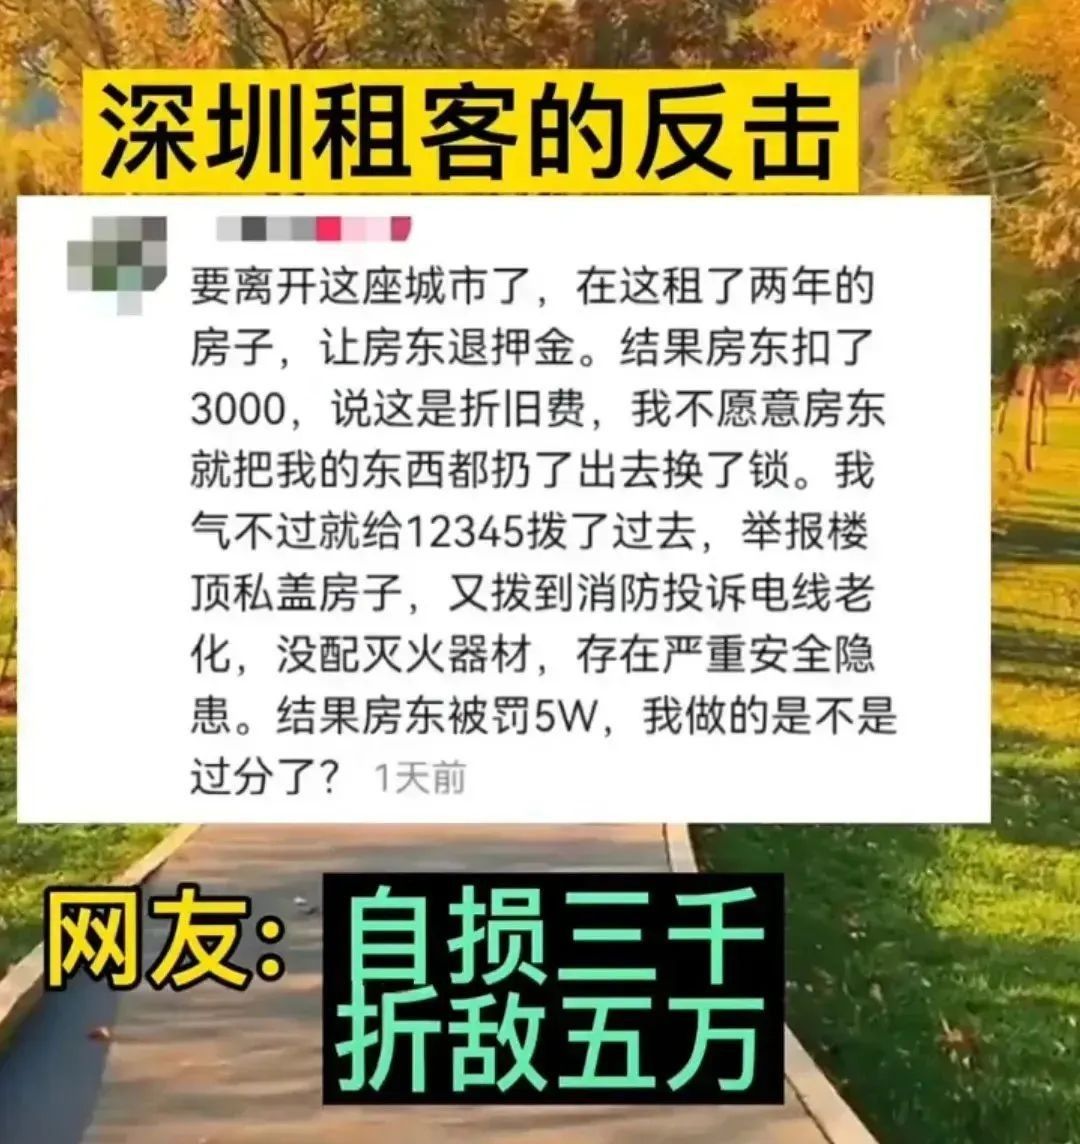 深圳租客的反击
要离开这座城市了，在这租了两年的
房子，让房东退押金。结果房东扣了
3000，说这是折旧费，我不愿意房东
就把我的东西都扔了出去换了锁。我
气不过就给12345拨了过去，举报楼
顶私盖房子，又拨到消防投诉电线老
化，没配灭火器材，存在严重安全隐
患。结果房东被罚5W，我做的是不是
过分了？ 1天前
网友:
自损三千
折敌五万